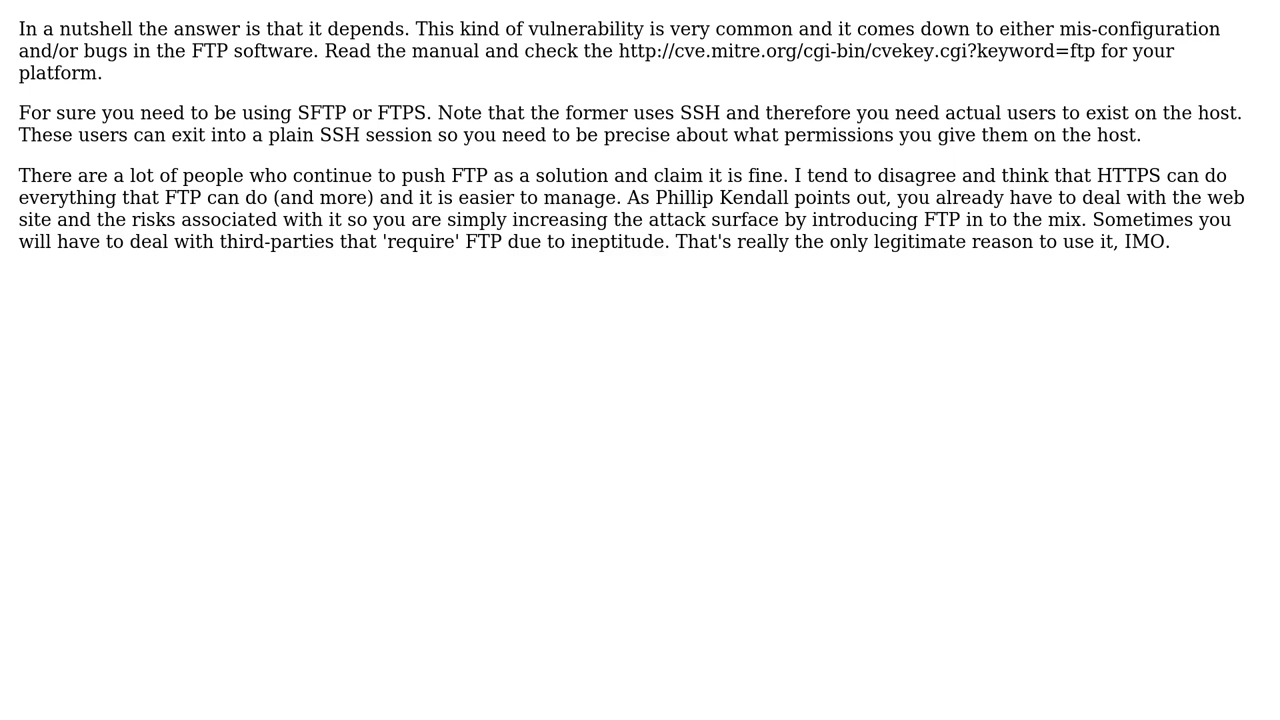 In a nutshell the answer is that it depends. This kind of vulnerability is very common and it comes down to either mis-configuration
and/or bugs in the FTP software. Read the manual and check the http://cve.mitre.org/cgi-bin/cvekey.cgi?keyword=ftp for your
platform.
For sure you need to be using SFTP or FTPS. Note that the former uses SSH and therefore you need actual users to exist on the host.
These users can exit into a plain SSH session so you need to be precise about what permissions you give them on the host.
There are a lot of people who continue to push FTP as a solution and claim it is fine. I tend to disagree and think that HTTPS can do
everything that FTP can do (and more) and it is easier to manage. As Phillip Kendall points out, you already have to deal with the web
site and the risks associated with it so you are simply increasing the attack surface by introducing FTP in to the mix. Sometimes you
will have to deal with third-parties that 'require' FTP due to ineptitude. That's really the only legitimate reason to use it, IMO.